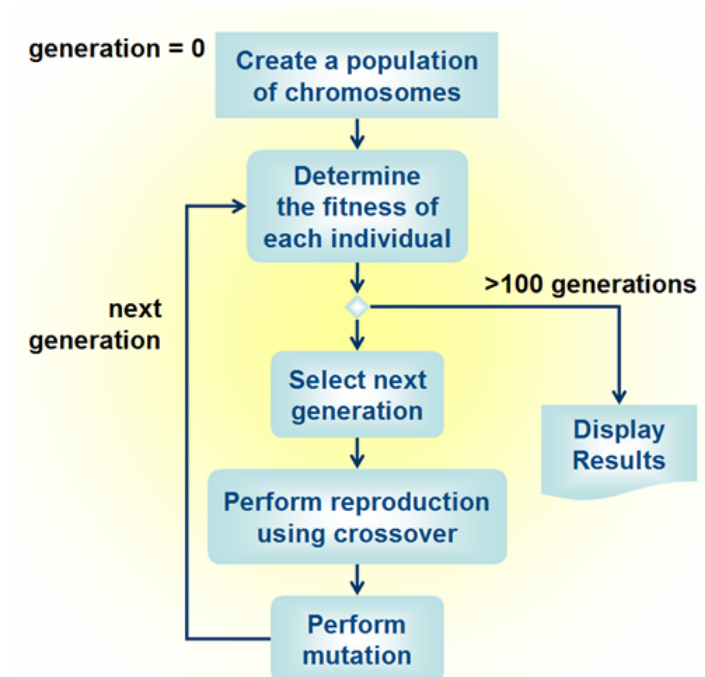 generation = 0
Create a population
of chromosomes
Determine
the fitness of
each individual
>100 generations
next
generation
Select next
generation
Display
Results
Perform reproduction
using crossover
Perform
mutation